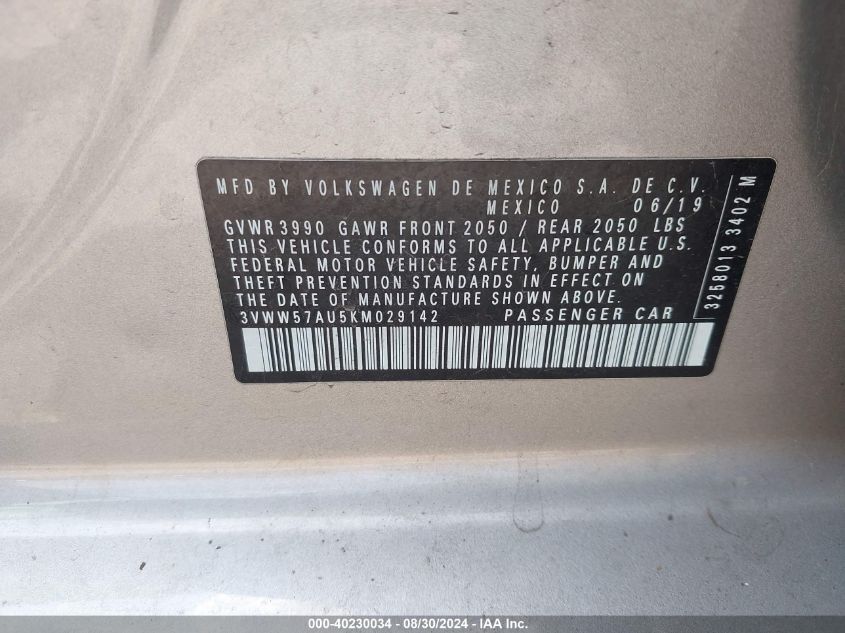 MFD BY VOLKSWAGEN DE MEXICO S.A. DE C.V.
MEXICO 06/19
GVWR 3990 GAWR FRONT 2050 / REAR 2050 LBS
THIS VEHICLE CONFORMS TO ALL APPLICABLE U.S.
FEDERAL MOTOR VEHICLE SAFETY, BUMPER AND
THEFT PREVENTION STANDARDS IN EFFECT ON
THE DATE OF MANUFACTURE SHOWN ABOVE.
3VWW57AU5KM029142 PASSENGER CAR
3258013 3402 M
000-40230034 - 08/30/2024 - IAA Inc.